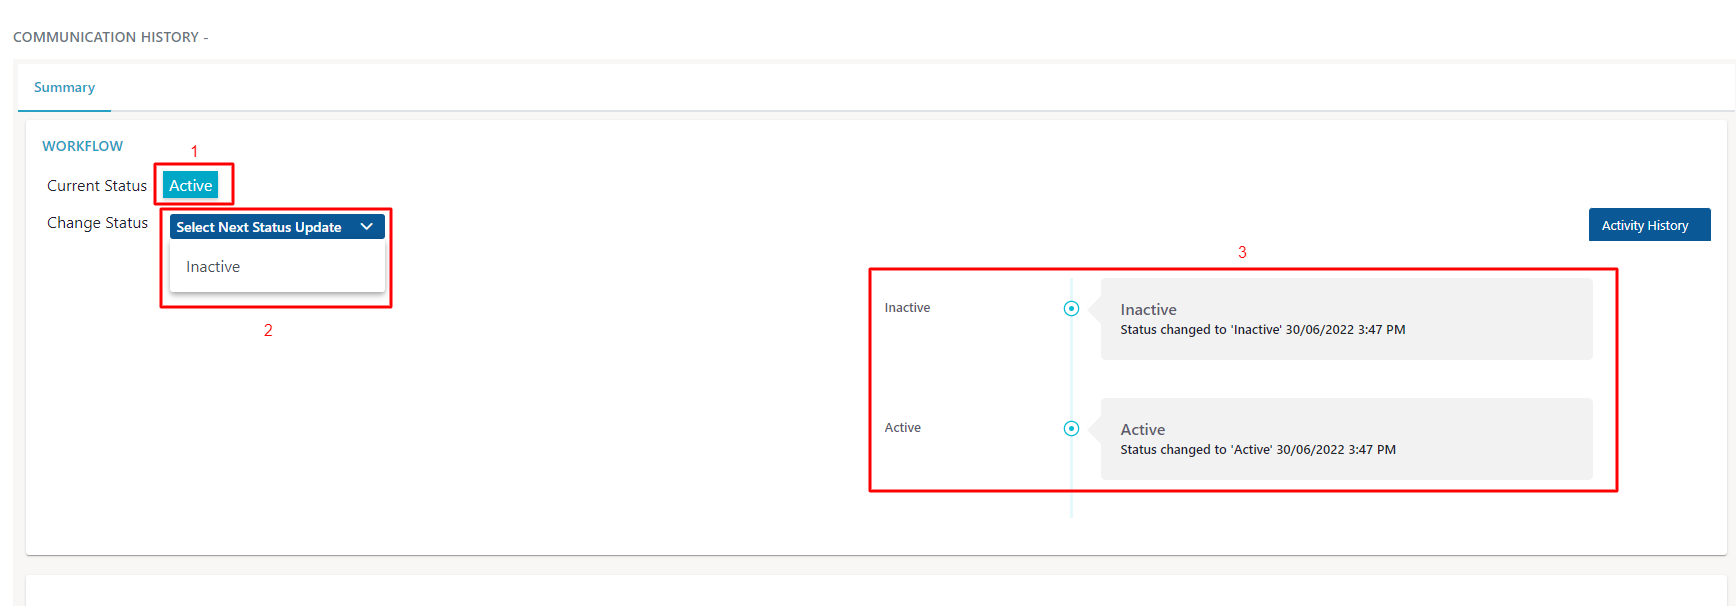 COMMUNICATION HISTORY -
Summary
WORKFLOW
1
Current Status Active
Change Status Select Next Status Update
Inactive
2
Activity History
3
Inactive
Inactive
Status changed to 'Inactive' 30/06/2022 3:47 PM
Active
Active
Status changed to 'Active' 30/06/2022 3:47 PM